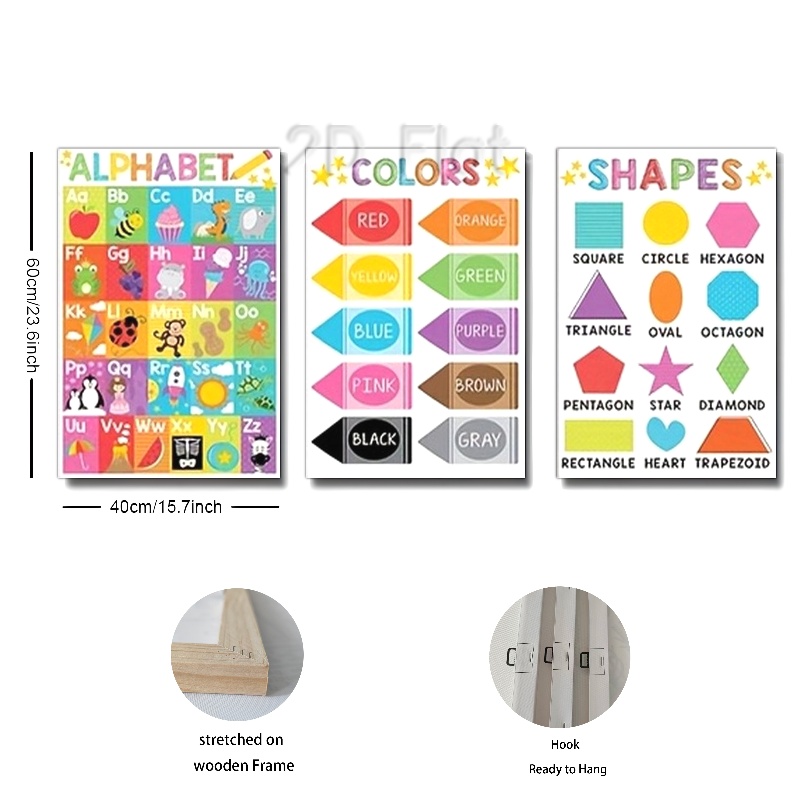 2D Flat
ALPHABET
Aa Bb Cc Dd Ee
Ff Gg Hh Ii Jj
Kk Ll Mm Nn Oo
Pp Qq Rr Ss Tt
Uu Vv Ww Xx Yy Zz
COLORS
RED ORANGE
YELLOW GREEN
BLUE PURPLE
PINK BROWN
BLACK GRAY
SHAPES
SQUARE CIRCLE HEXAGON
TRIANGLE OVAL OCTAGON
PENTAGON STAR DIAMOND
RECTANGLE HEART TRAPEZOID
60cm/23.6inch
40cm/15.7inch
stretched on
wooden Frame
Hook
Ready to Hang